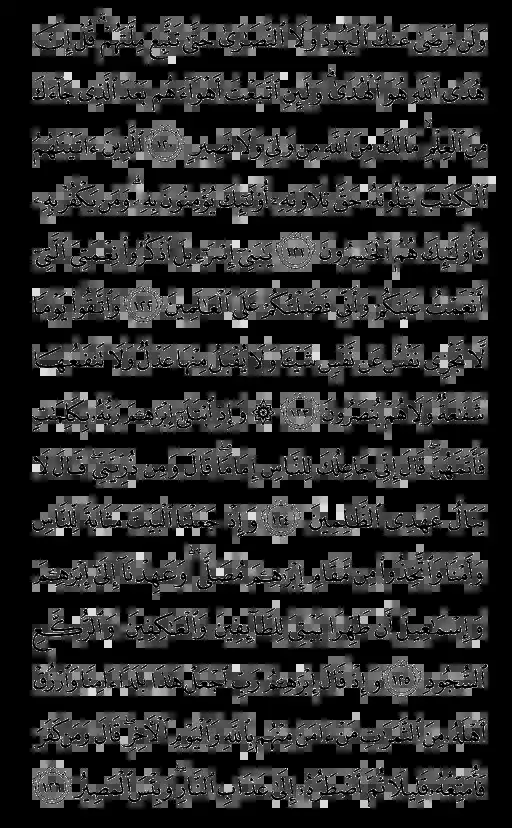 وَلَن تَرْضَىٰ عَنكَ ٱلْيَهُودُ وَلَا ٱلنَّصَٰرَىٰ حَتَّىٰ تَتَّبِعَ مِلَّتَهُمْ ۗ قُلْ إِنَّ
هُدَى ٱللَّهِ هُوَ ٱلْهُدَىٰ ۗ وَلَئِنِ ٱتَّبَعْتَ أَهْوَآءَهُم بَعْدَ ٱلَّذِى جَآءَكَ
مِنَ ٱلْعِلْمِ ۙ مَا لَكَ مِنَ ٱللَّهِ مِن وَلِىٍّ وَلَا نَصِيرٍ ١٢٠ ٱلَّذِينَ ءَاتَيْنَٰهُمُ
ٱلْكِتَٰبَ يَتْلُونَهُۥ حَقَّ تِلَاوَتِهِۦٓ أُو۟لَٰٓئِكَ يُؤْمِنُونَ بِهِۦ ۗ وَمَن يَكْفُرْ بِهِۦ
فَأُو۟لَٰٓئِكَ هُمُ ٱلْخَٰسِرُونَ ١٢١ يَٰبَنِىٓ إِسْرَٰٓءِيلَ ٱذْكُرُوا۟ نِعْمَتِىَ ٱلَّتِىٓ
أَنْعَمْتُ عَلَيْكُمْ وَأَنِّى فَضَّلْتُكُمْ عَلَى ٱلْعَٰلَمِينَ ١٢٢ وَٱتَّقُوا۟ يَوْمًا
لَّا تَجْزِى نَفْسٌ عَن نَّفْسٍ شَيْـًٔا وَلَا يُقْبَلُ مِنْهَا عَدْلٌ وَلَا تَنفَعُهَا
شَفَٰعَةٌ وَلَا هُمْ يُنصَرُونَ ١٢٣ ۞ وَإِذِ ٱبْتَلَىٰٓ إِبْرَٰهِـۧمَ رَبُّهُۥ بِكَلِمَٰتٍ
فَأَتَمَّهُنَّ ۖ قَالَ إِنِّى جَاعِلُكَ لِلنَّاسِ إِمَامًا ۖ قَالَ وَمِن ذُرِّيَّتِى ۖ قَالَ لَا
يَنَالُ عَهْدِى ٱلظَّٰلِمِينَ ١٢٤ وَإِذْ جَعَلْنَا ٱلْبَيْتَ مَثَابَةً لِّلنَّاسِ
وَأَمْنًا وَٱتَّخِذُوا۟ مِن مَّقَامِ إِبْرَٰهِـۧمَ مُصَلًّى ۖ وَعَهِدْنَآ إِلَىٰٓ إِبْرَٰهِـۧمَ
وَإِسْمَٰعِيلَ أَن طَهِّرَا بَيْتِىَ لِلطَّآئِفِينَ وَٱلْعَٰكِفِينَ وَٱلرُّكَّعِ
ٱلسُّجُودِ ١٢٥ وَإِذْ قَالَ إِبْرَٰهِـۧمُ رَبِّ ٱجْعَلْ هَٰذَا بَلَدًا ءَامِنًا وَٱرْزُقْ
أَهْلَهُۥ مِنَ ٱلثَّمَرَٰتِ مَنْ ءَامَنَ مِنْهُم بِٱللَّهِ وَٱلْيَوْمِ ٱلْءَاخِرِ ۖ قَالَ وَمَن كَفَرَ
فَأُمَتِّعُهُۥ قَلِيلًا ثُمَّ أَضْطَرُّهُۥٓ إِلَىٰ عَذَابِ ٱلنَّارِ ۖ وَبِئْسَ ٱلْمَصِيرُ ١٢٦